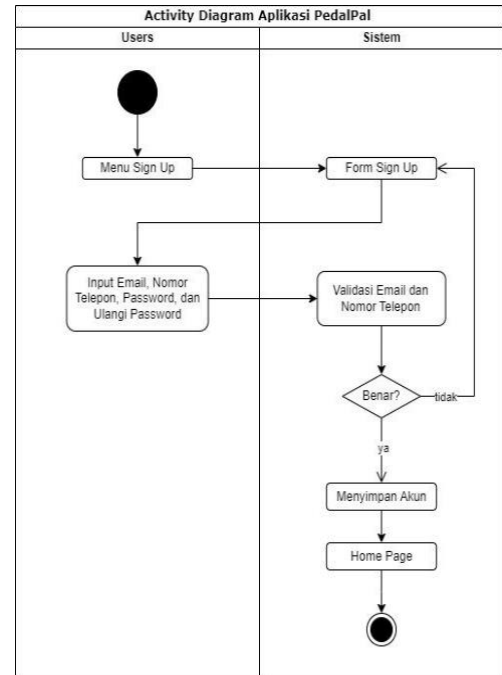 Activity Diagram Aplikasi PedalPal
Users
Sistem
Menu Sign Up
Form Sign Up
Input Email, Nomor
Telepon, Password, dan
Ulangi Password
Validasi Email dan
Nomor Telepon
Benar?
tidak
ya
Menyimpan Akun
Home Page